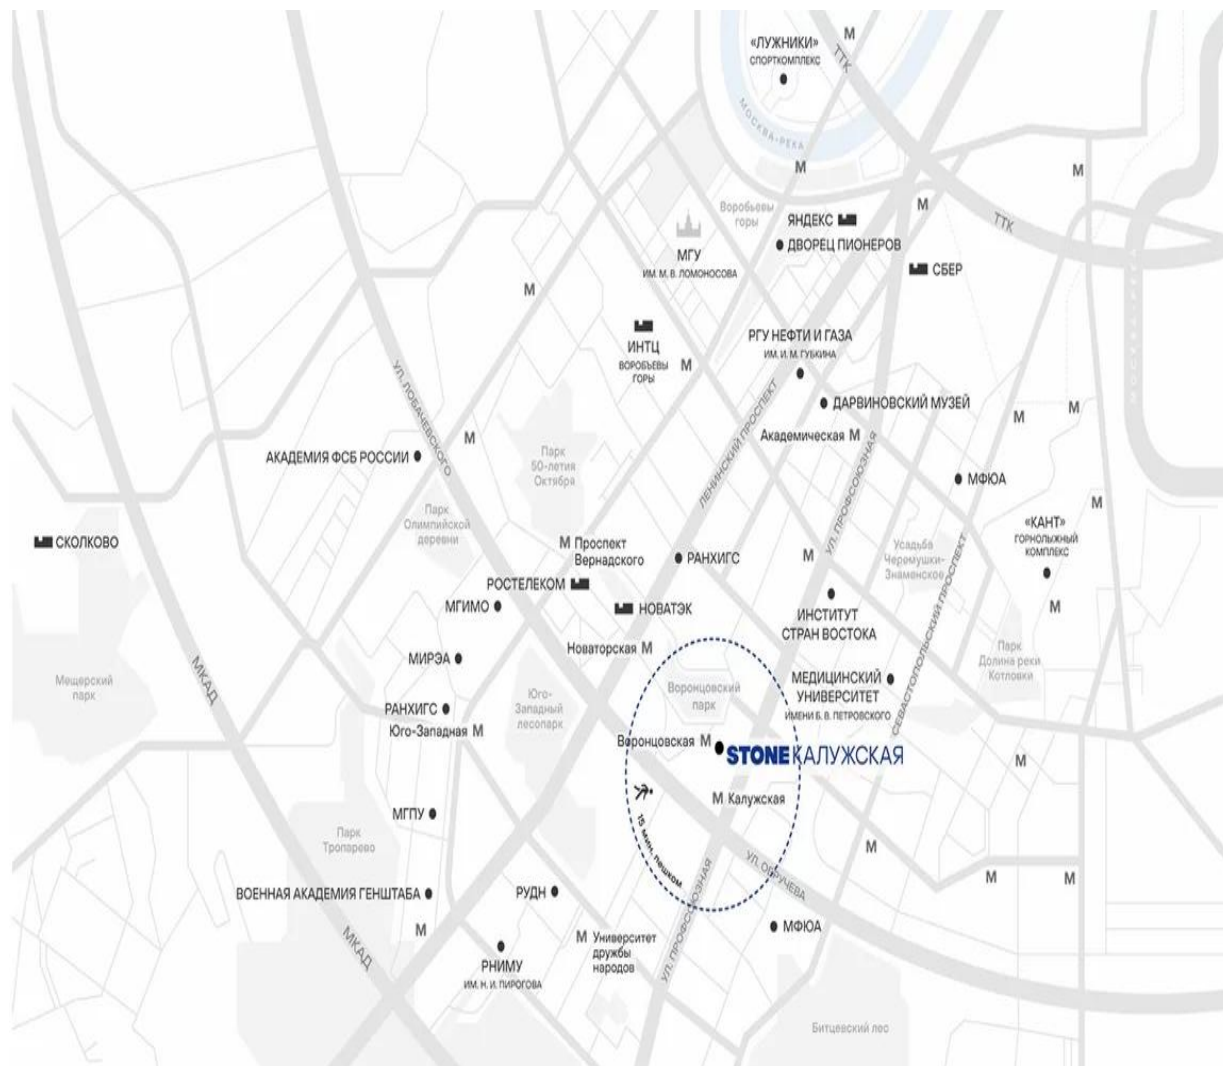 «ЛУЖНИКИ»
СПОРТКОМПЛЕКС
М
ТТК
МОСКВА-РЕКА
М
М
Воробьевы
горы
ЯНДЕКС
М
ТТК
ДВОРЕЦ ПИОНЕРОВ
МГУ
ИМ. М. В. ЛОМОНОСОВА
СБЕР
М
ИНТЦ
ВОРОБЬЕВЫ
ГОРЫ
М
РГУ НЕФТИ И ГАЗА
ИМ. И. М. ГУБКИНА
МОСКВА-РЕКА
УЛ. ЛОБАЧЕВСКОГО
ЛЕНИНСКИЙ ПРОСПЕКТ
ДАРВИНОВСКИЙ МУЗЕЙ
М
М
Академическая М
М
АКАДЕМИЯ ФСБ РОССИИ
Парк
50-летия
Октября
УЛ. ПРОФСОЮЗНАЯ
МФЮА
М
Парк
Олимпийской
деревни
«КАНТ»
ГОРНОЛЫЖНЫЙ
КОМПЛЕКС
СКОЛКОВО
М Проспект
Вернадского
РАНХИГС
М
Усадьба
Черемушки-
Знаменское
РОСТЕЛЕКОМ
МГИМО
НОВАТЭК
ИНСТИТУТ
СТРАН ВОСТОКА
М
СЕВАСТОПОЛЬСКИЙ ПРОСПЕКТ
Новаторская М
МИРЭА
Парк
Долина реки
Котловки
МКАД
Мещерский
парк
Воронцовский
парк
МЕДИЦИНСКИЙ
УНИВЕРСИТЕТ
ИМЕНИ Б. В. ПЕТРОВСКОГО
РАНХИГС
Юго-
Западный
лесопарк
Юго-Западная М
Воронцовская М
STONE КАЛУЖСКАЯ
М
М Калужская
15 мин. пешком
МГПУ
Парк
Тропарево
М
УЛ. ОБРУЧЕВА
М
М
ВОЕННАЯ АКАДЕМИЯ ГЕНШТАБА
РУДН
УЛ. ПРОФСОЮЗНАЯ
МФЮА
М
МКАД
М Университет
дружбы
народов
РНИМУ
ИМ. Н. И. ПИРОГОВА
Битцевский лес